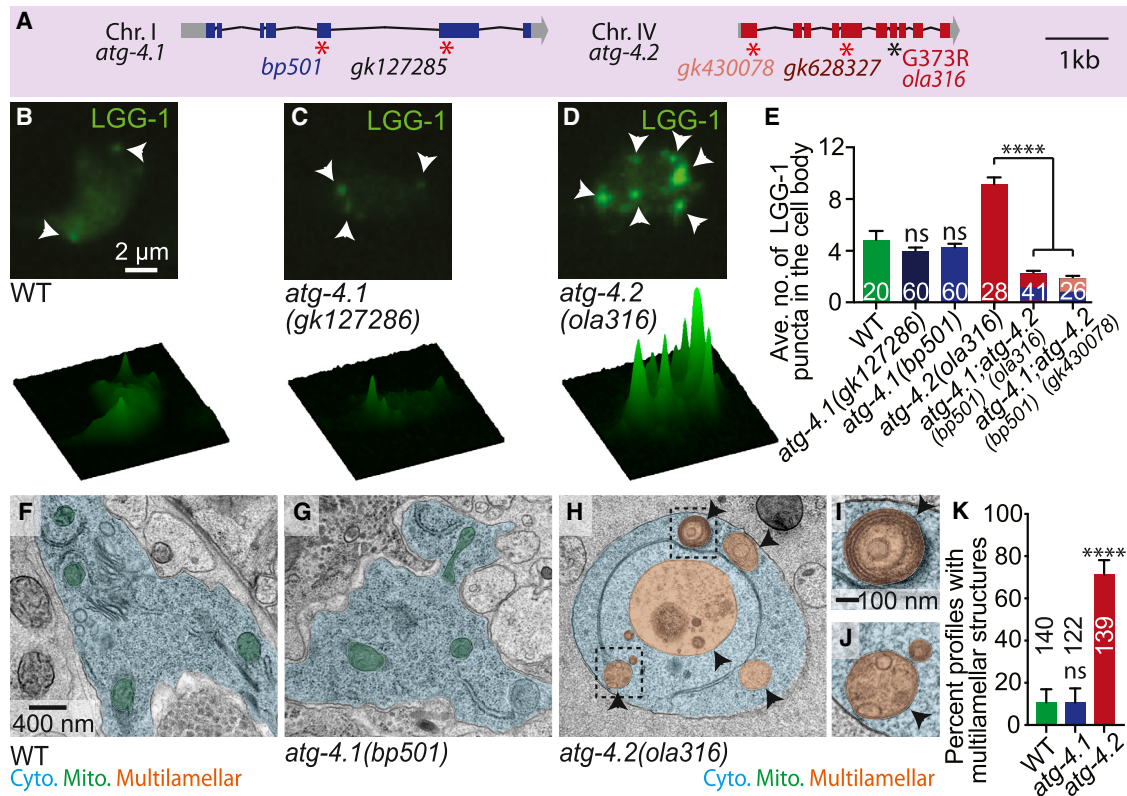 A
Chr. I
atg-4.1
*
*
bp501
gk127285
Chr. IV
atg-4.2
*
*
*
gk430078
gk628327
G373R
ola316
1kb
B
LGG-1
2 µm
WT
C
LGG-1
atg-4.1
(gk127286)
D
LGG-1
atg-4.2
(ola316)
E
Ave. no. of LGG-1
puncta in the cell body
12
8
4
0
ns
ns
****
20
60
60
28
41
26
WT
atg-4.1(gk127286)
atg-4.1(bp501)
atg-4.2(ola316)
atg-4.1;atg-4.2
(bp501) (ola316)
atg-4.1;atg-4.2
(bp501) (gk430078)
F
400 nm
WT
Cyto. Mito. Multilamellar
G
atg-4.1(bp501)
H
atg-4.2(ola316)
Cyto. Mito. Multilamellar
I
100 nm
J
K
Percent profiles with
multilamellar structures
100
80
60
40
20
0
140
122
139
ns
****
WT
atg-4.1
atg-4.2